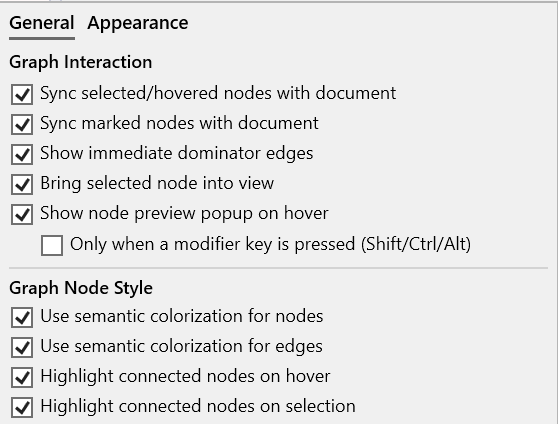 General Appearance
Graph Interaction
Sync selected/hovered nodes with document
Sync marked nodes with document
Show immediate dominator edges
Bring selected node into view
Show node preview popup on hover
Only when a modifier key is pressed (Shift/Ctrl/Alt)
Graph Node Style
Use semantic colorization for nodes
Use semantic colorization for edges
Highlight connected nodes on hover
Highlight connected nodes on selection